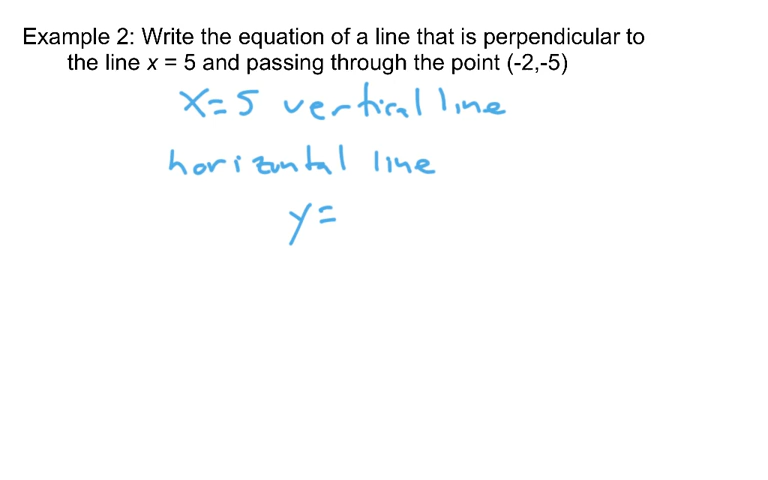 Example 2: Write the equation of a line that is perpendicular to
the line x = 5 and passing through the point (-2,-5)
x=5 vertical line
horizontal line
y=